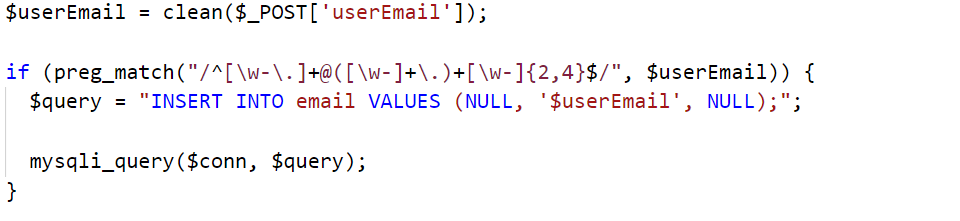 $userEmail = clean($_POST['userEmail']);
if (preg_match("/^[\w-\.]+@([\w-]+\.)+[\w-]{2,4}$/", $userEmail)) {
$query = "INSERT INTO email VALUES (NULL, '$userEmail', NULL);";
mysqli_query($conn, $query);
}